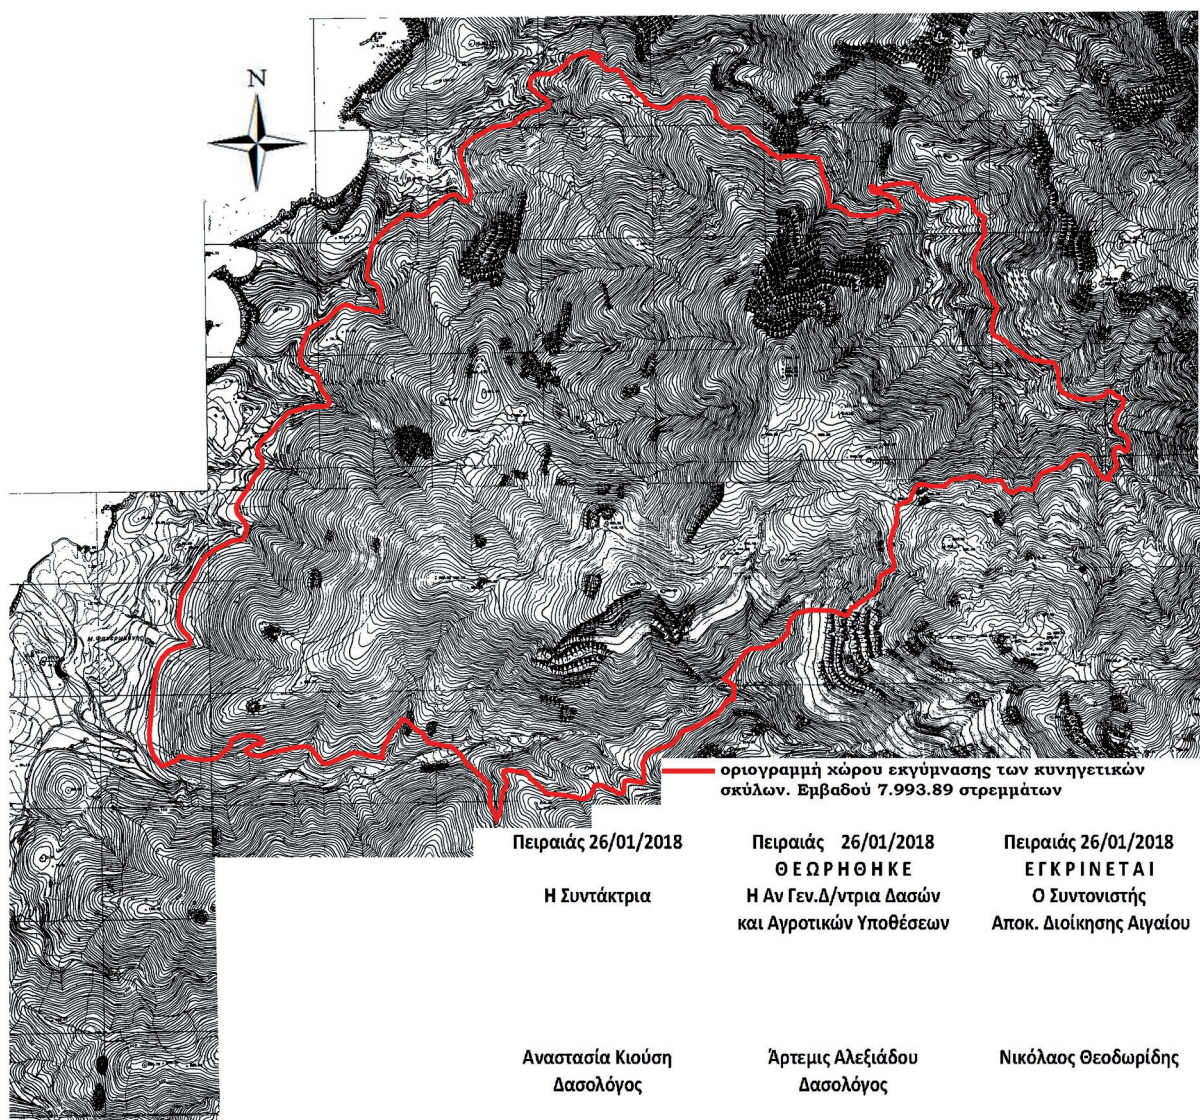 N
Μ. Φανερωμένης
οριογραμμή χώρου εκγύμνασης των κυνηγετικών
σκύλων. Εμβαδού 7.993.89 στρεμμάτων
Πειραιάς 26/01/2018
Η Συντάκτρια
Αναστασία Κιούση
Δασολόγος
Πειραιάς 26/01/2018
ΘΕΩΡΗΘΗΚΕ
Η Αν Γεν.Δ/ντρια Δασών
και Αγροτικών Υποθέσεων
Άρτεμις Αλεξιάδου
Δασολόγος
Πειραιάς 26/01/2018
ΕΓΚΡΙΝΕΤΑΙ
Ο Συντονιστής
Αποκ. Διοίκησης Αιγαίου
Νικόλαος Θεοδωρίδης